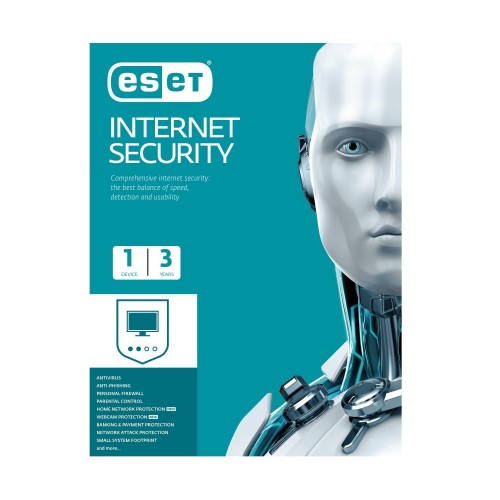 eseT
INTERNET
SECURITY
Comprehensive internet security:
the best balance of speed,
detection and usability
1 3
DEVICE YEARS
ANTIVIRUS
ANTI-PHISHING
PERSONAL FIREWALL
PARENTAL CONTROL
HOME NETWORK PROTECTION NEW
WEBCAM PROTECTION NEW
BANKING & PAYMENT PROTECTION
NETWORK ATTACK PROTECTION
SMALL SYSTEM FOOTPRINT
and more...